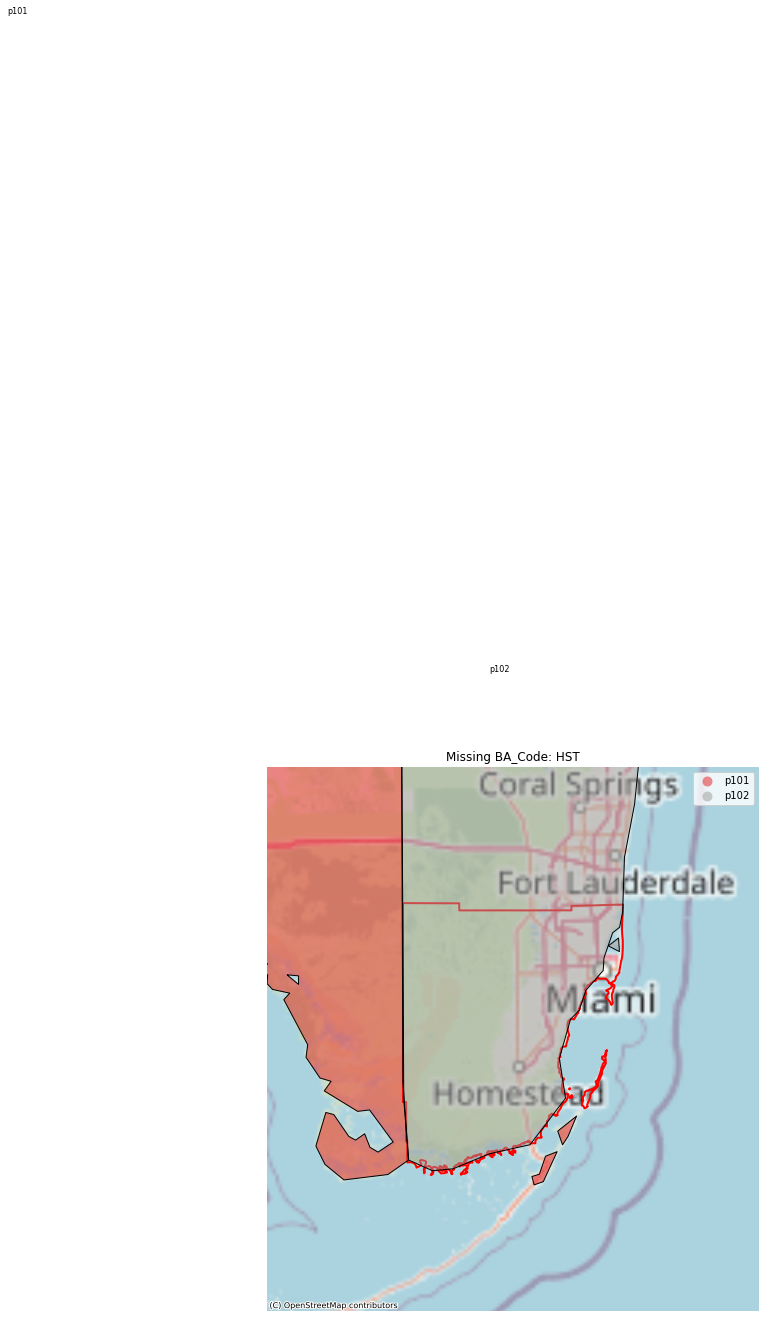 p101
p102
Missing BA_Code: HST
Coral Springs
p101
p102
Fort Lauderdale
Miami
Homestead
(C) OpenStreetMap contributors